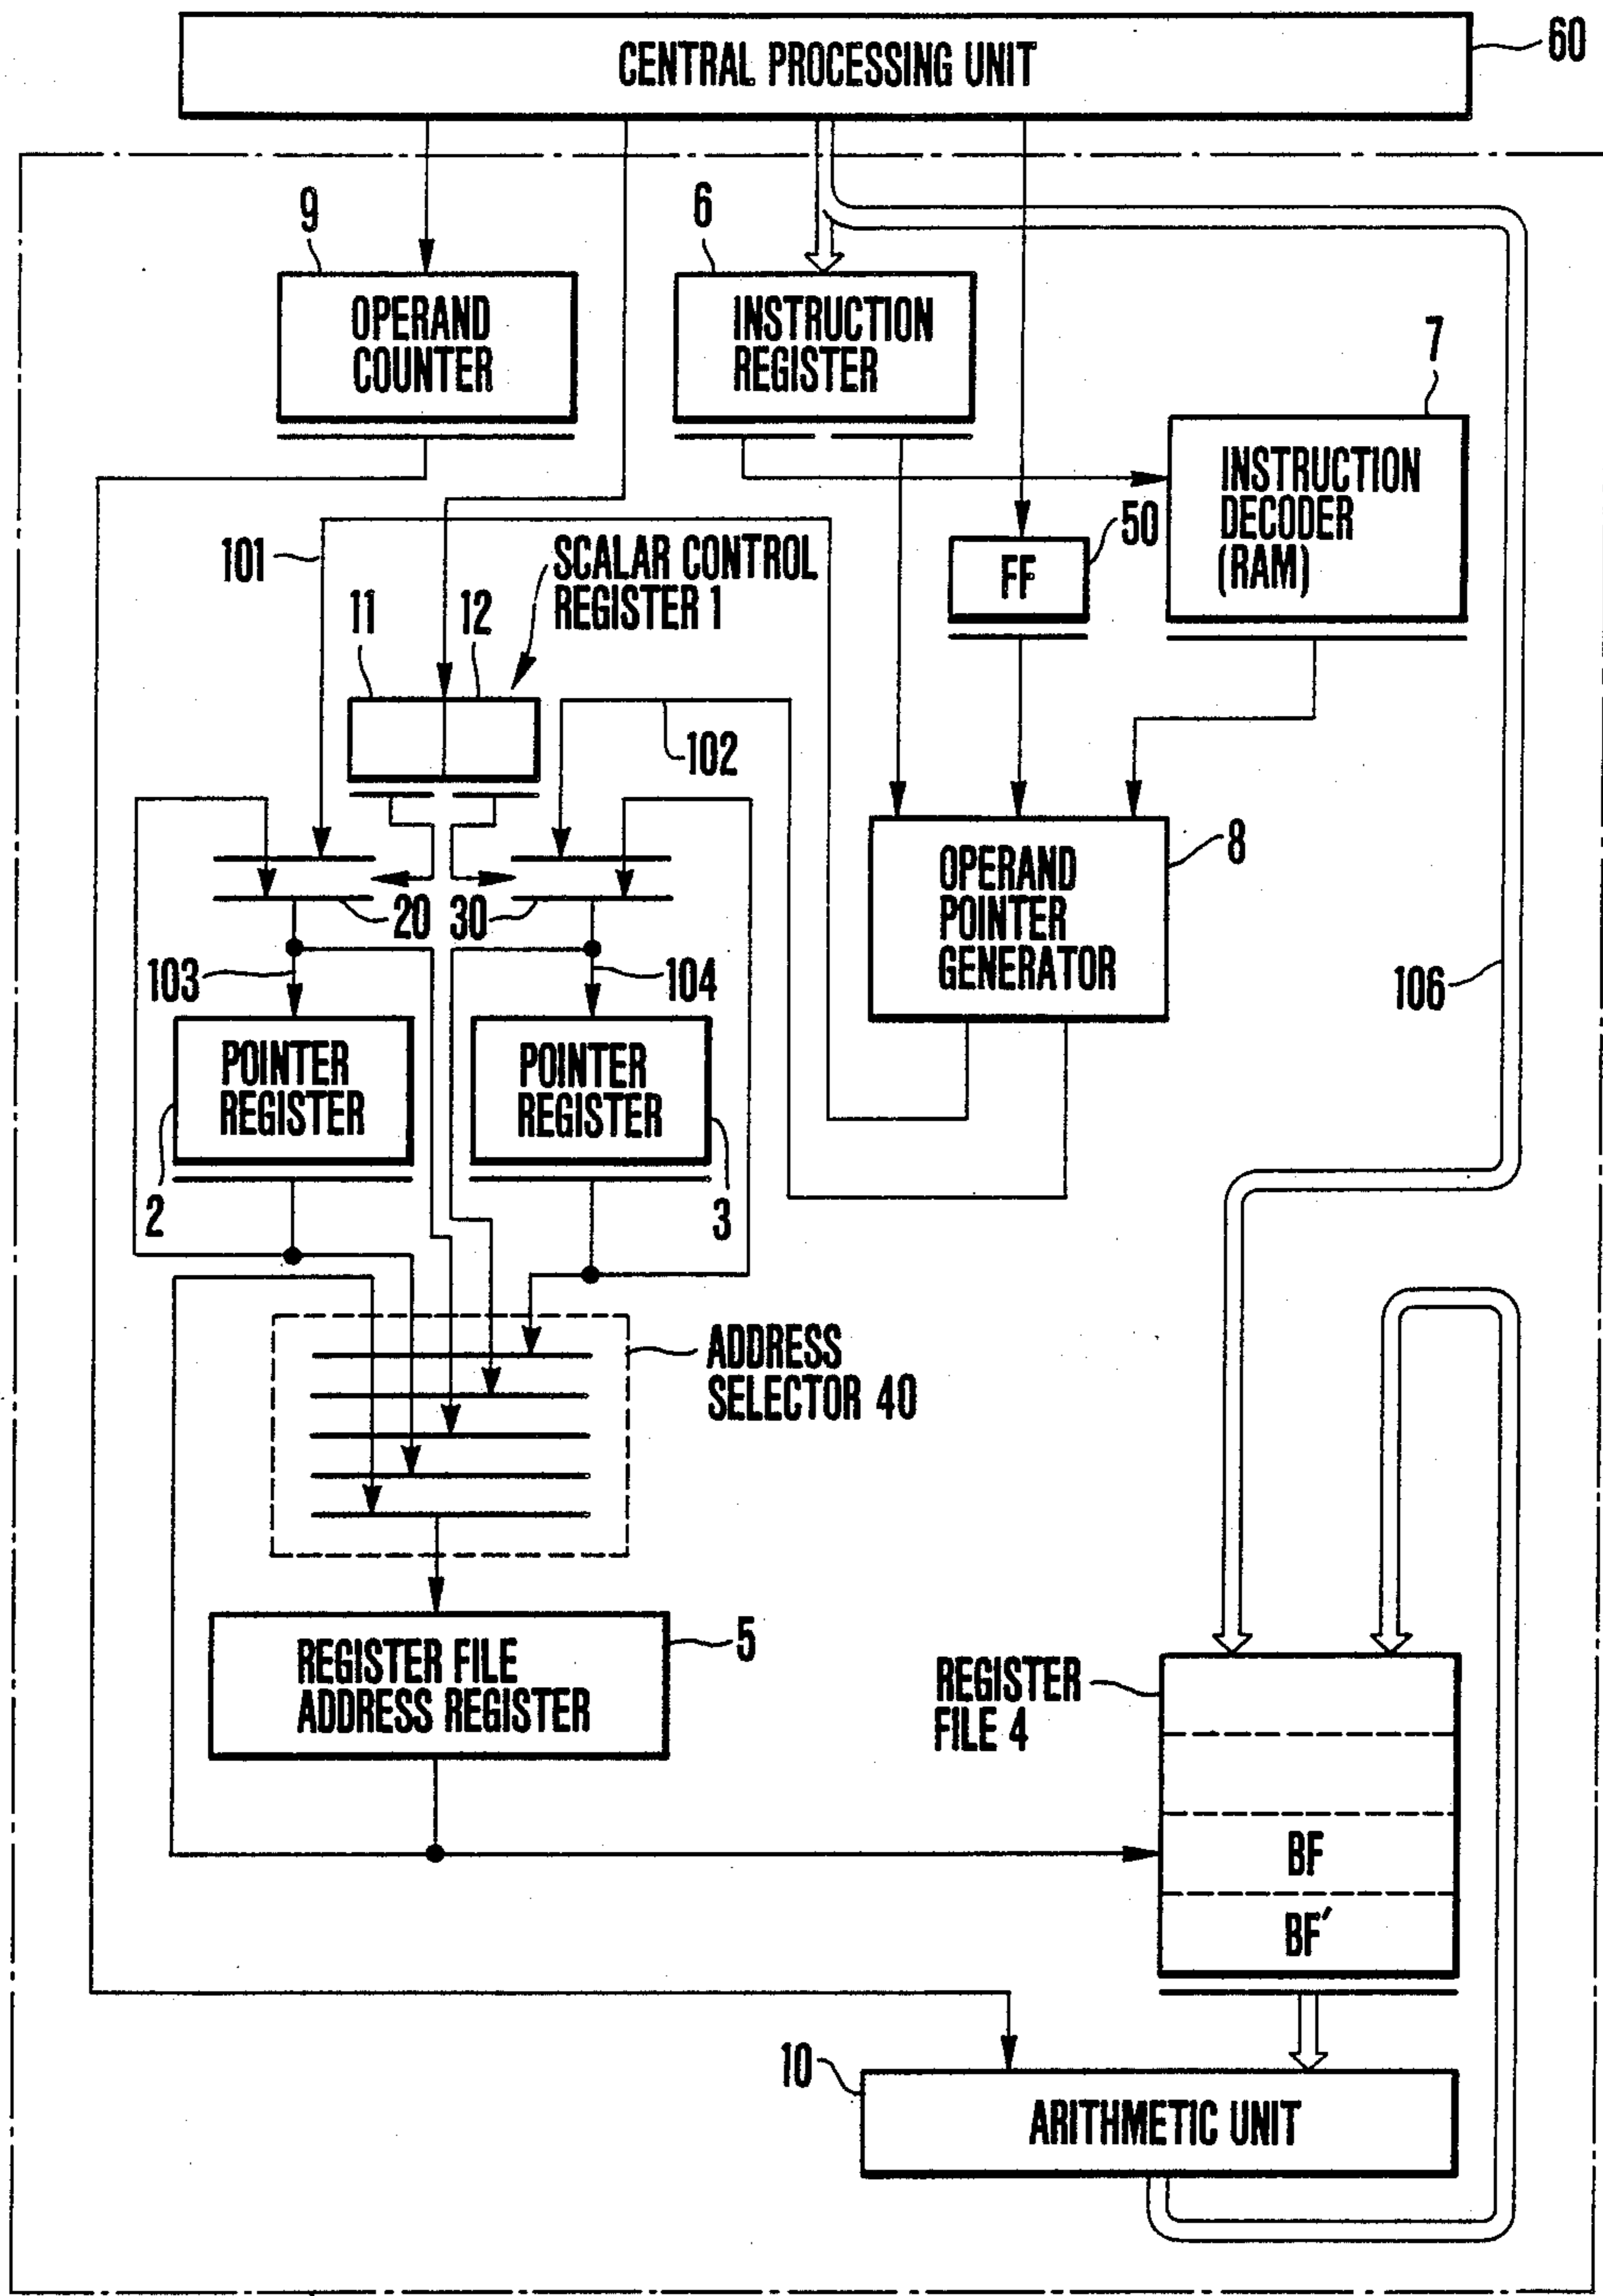 CENTRAL PROCESSING UNIT
60
9
6
OPERAND
COUNTER
INSTRUCTION
REGISTER
7
INSTRUCTION
DECODER
(RAM)
50
FF
101
SCALAR CONTROL
REGISTER 1
11
12
102
8
OPERAND
POINTER
GENERATOR
20
30
103
104
106
POINTER
REGISTER
POINTER
REGISTER
2
3
ADDRESS
SELECTOR 40
5
REGISTER FILE
ADDRESS REGISTER
REGISTER
FILE 4
BF
BF′
10
ARITHMETIC UNIT